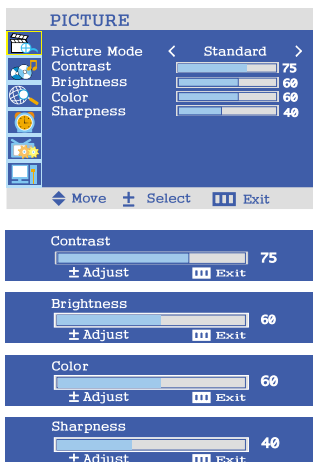 PICTURE
Picture Mode < Standard >
Contrast 75
Brightness 60
Color 60
Sharpness 40
Move ± Select Exit
Contrast
75
± Adjust Exit
Brightness
60
± Adjust Exit
Color
60
± Adjust Exit
Sharpness
40
± Adjust Exit